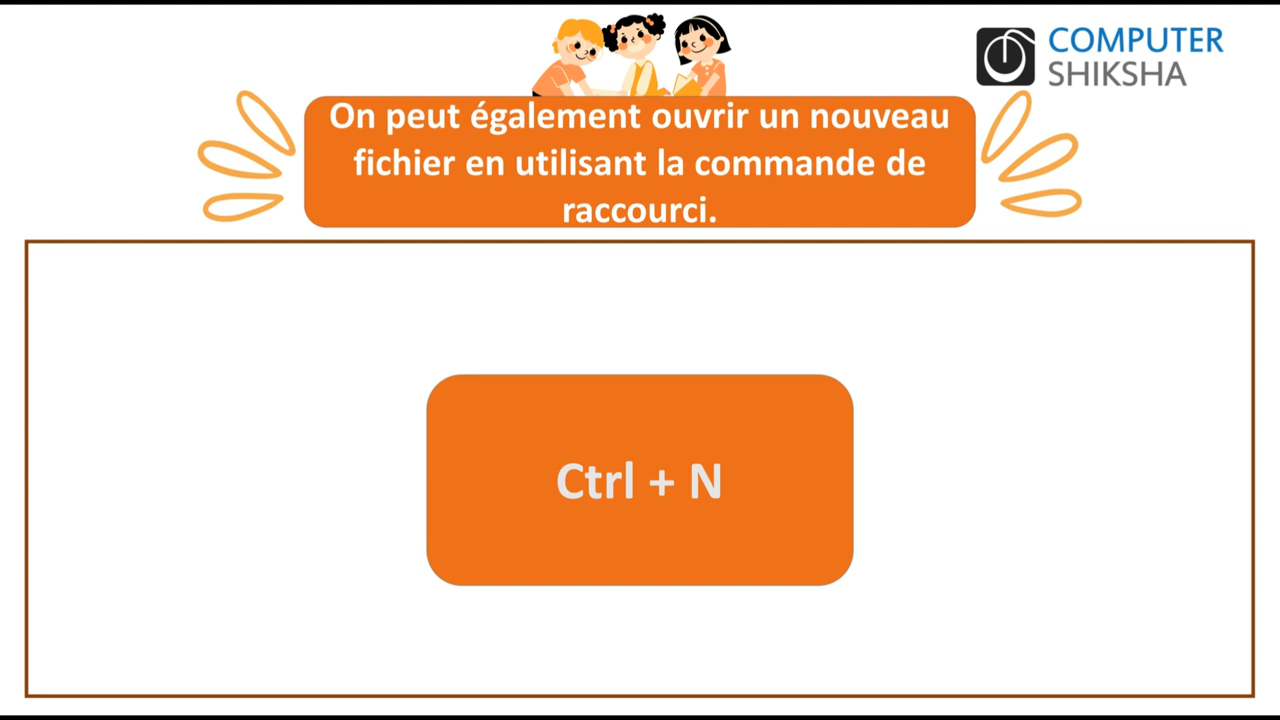 COMPUTER
SHIKSHA
On peut également ouvrir un nouveau
fichier en utilisant la commande de
raccourci.
Ctrl + N